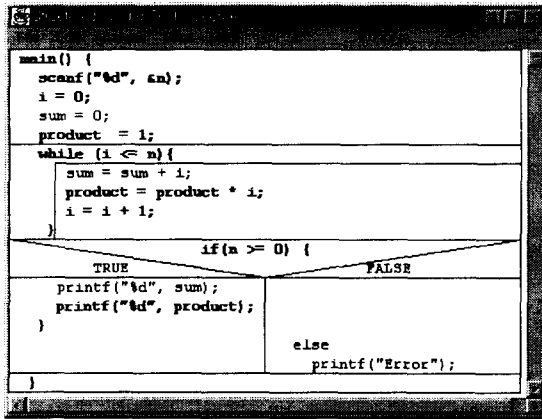 main() {
scanf("%d", &n);
i = 0;
sum = 0;
product = 1;
while (i <= n){
sum = sum + i;
product = product * i;
i = i + 1;
}
if(n >= 0) {
TRUE
FALSE
printf("%d", sum);
printf("%d", product);
}
else
printf("Error");
}